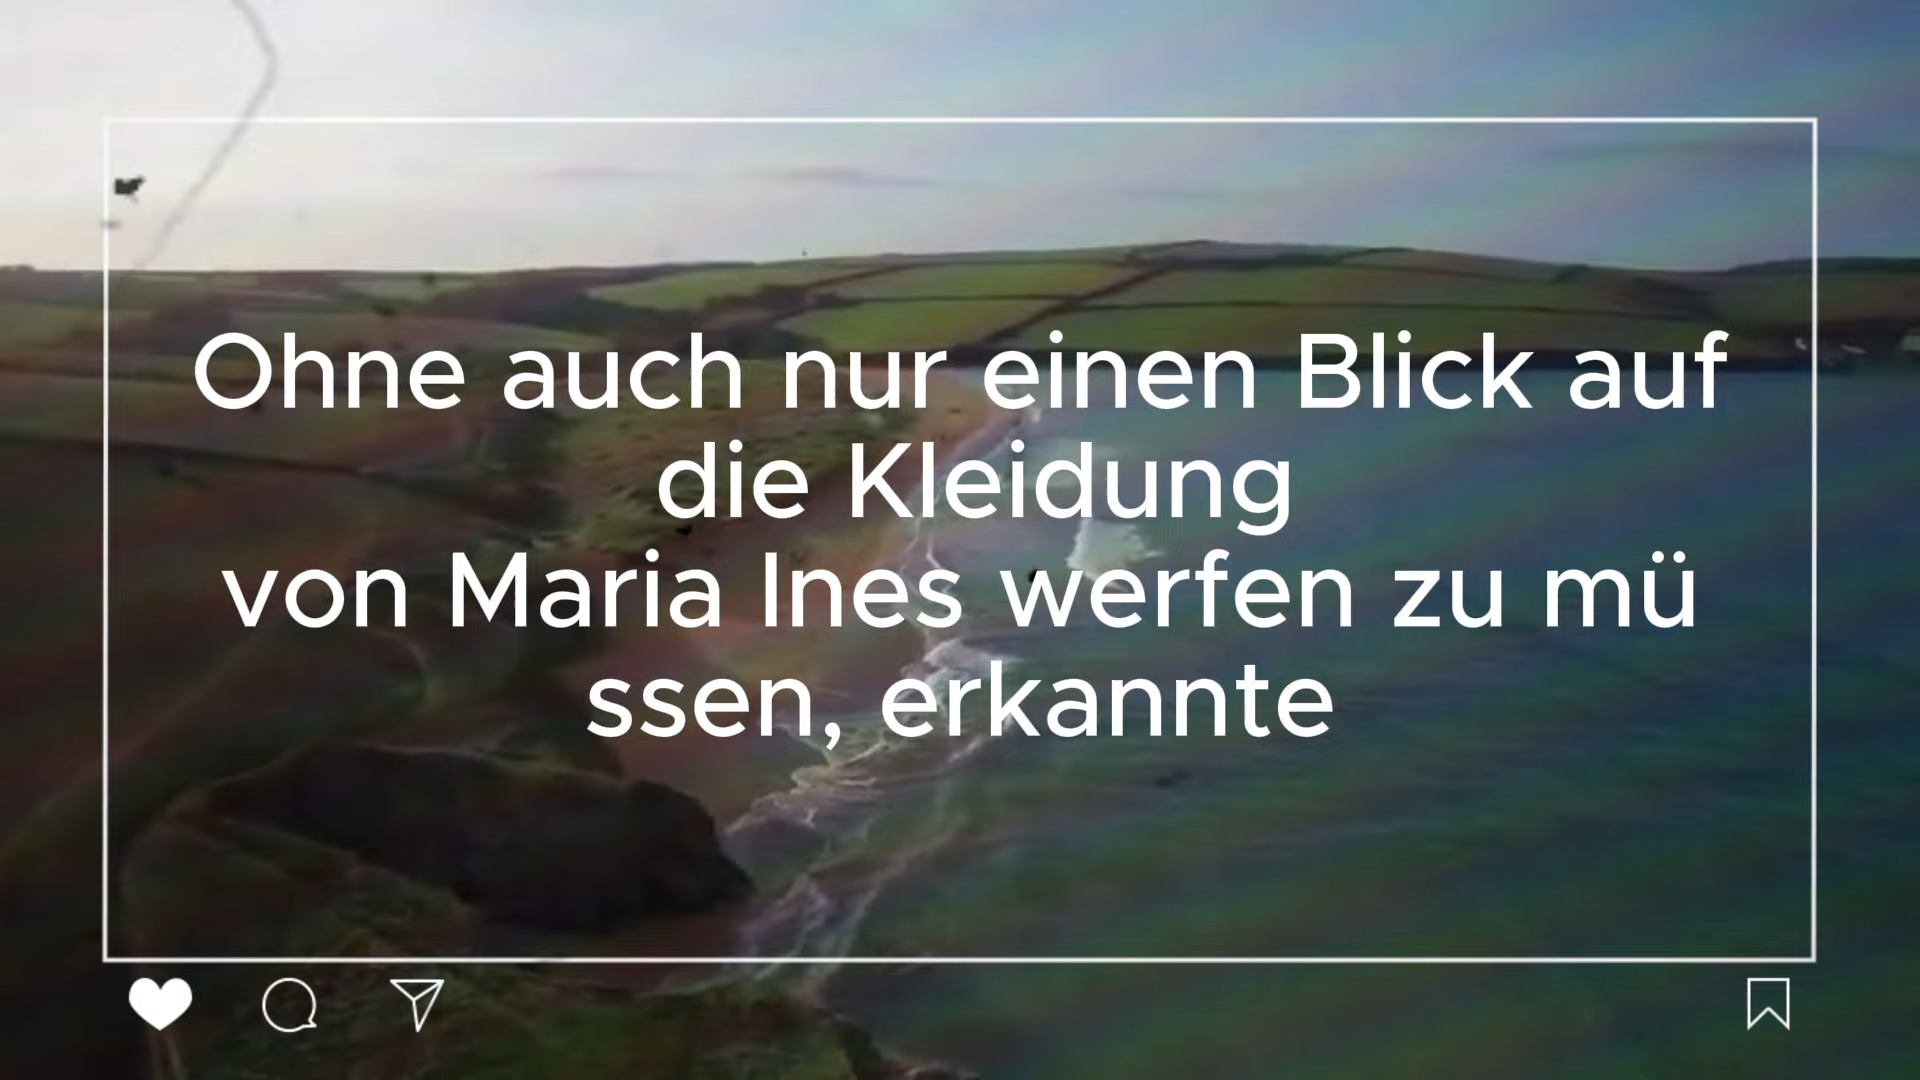 Ohne auch nur einen Blick auf
die Kleidung
von Maria Ines werfen zu mü
ssen, erkannte